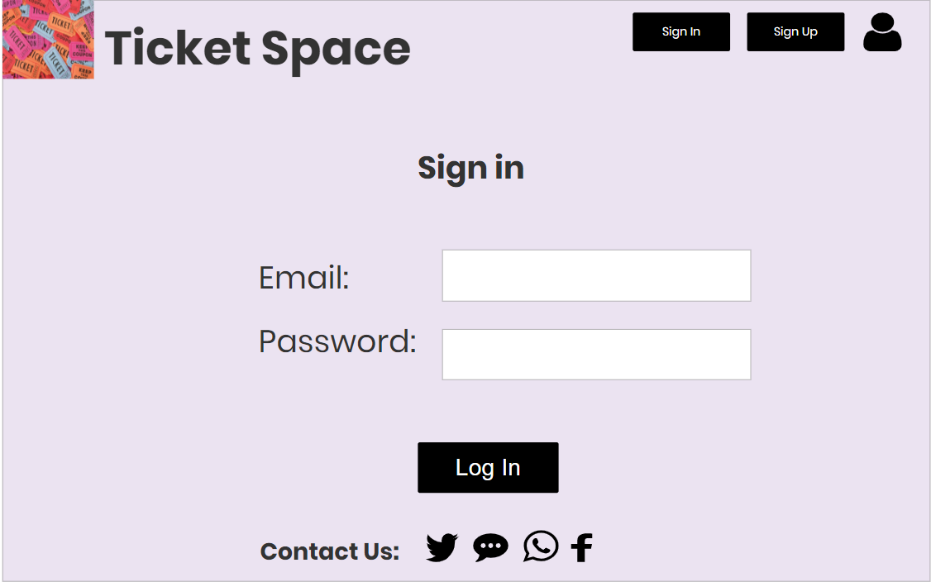 Ticket Space
Sign In
Sign Up
Sign in
Email:
Password:
Log In
Contact Us: